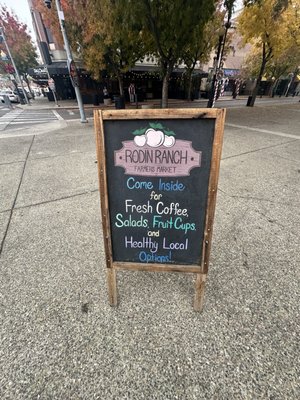 RODIN RANCH
FARMERS MARKET
Come Inside
for
Fresh Coffee,
Salads, Fruit Cups,
and
Healthy Local
Options!..